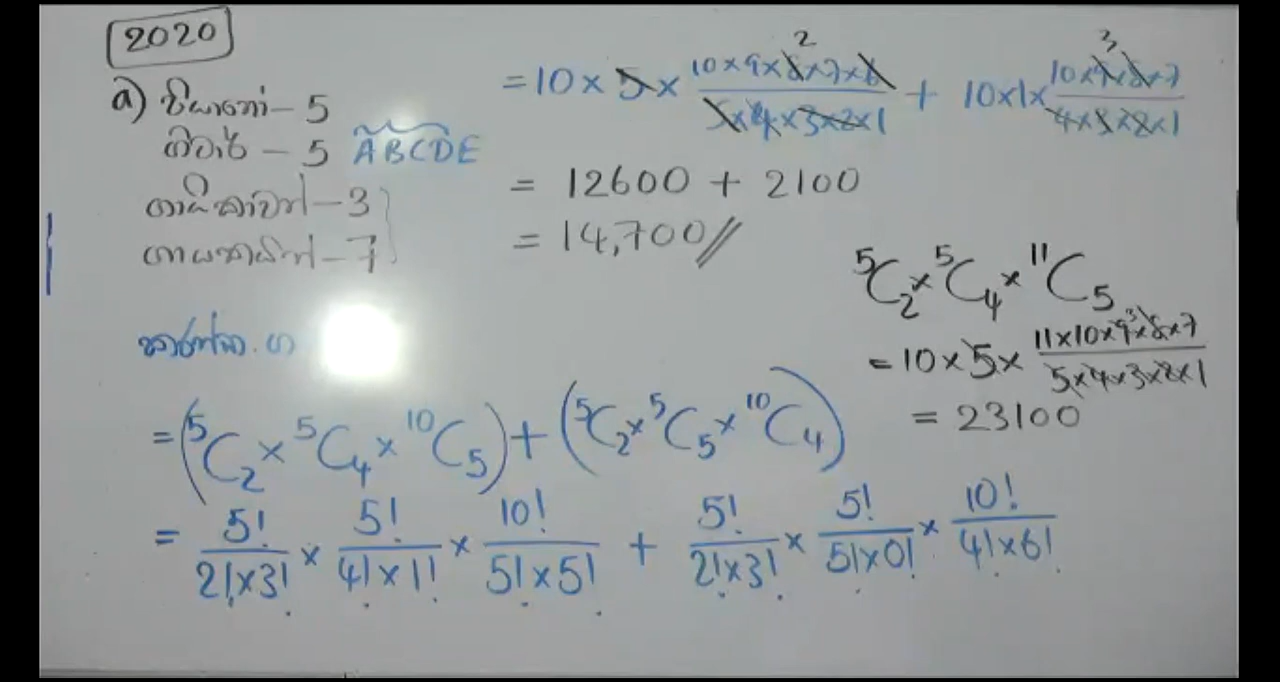 2020
a) පියානෝ - 5
ගිටාර් - 5 ABCDE
ගායිකාවන් - 3
ගායකයින් - 7
= (⁵C₂ × ⁵C₄ × ¹⁰C₅) + (⁵C₂ × ⁵C₅ × ¹⁰C₄)
= 5!/(2! × 3!) × 5!/(4! × 1!) × 10!/(5! × 5!) + 5!/(2! × 3!) × 5!/(5! × 0!) × 10!/(4! × 6!)
= 10 × 5 × (10 × 9 × 8 × 7 × 6)/(5 × 4 × 3 × 2 × 1) + 10 × 1 × (10 × 9 × 8 × 7)/(4 × 3 × 2 × 1)
= 12600 + 2100
= 14,700//
⁵C₂ × ⁵C₄ × ¹¹C₅
= 10 × 5 × (11 × 10 × 9 × 8 × 7)/(5 × 4 × 3 × 2 × 1)
= 23100